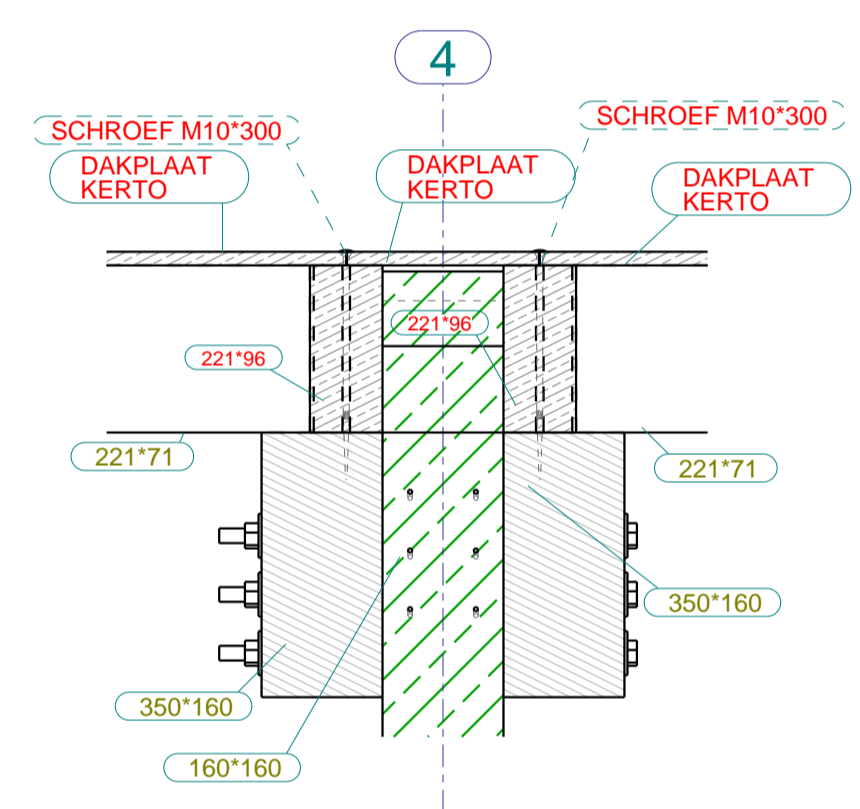 4
SCHROEF M10*300
SCHROEF M10*300
DAKPLAAT
KERTO
DAKPLAAT
KERTO
DAKPLAAT
KERTO
221*96
221*96
221*71
221*71
350*160
350*160
160*160